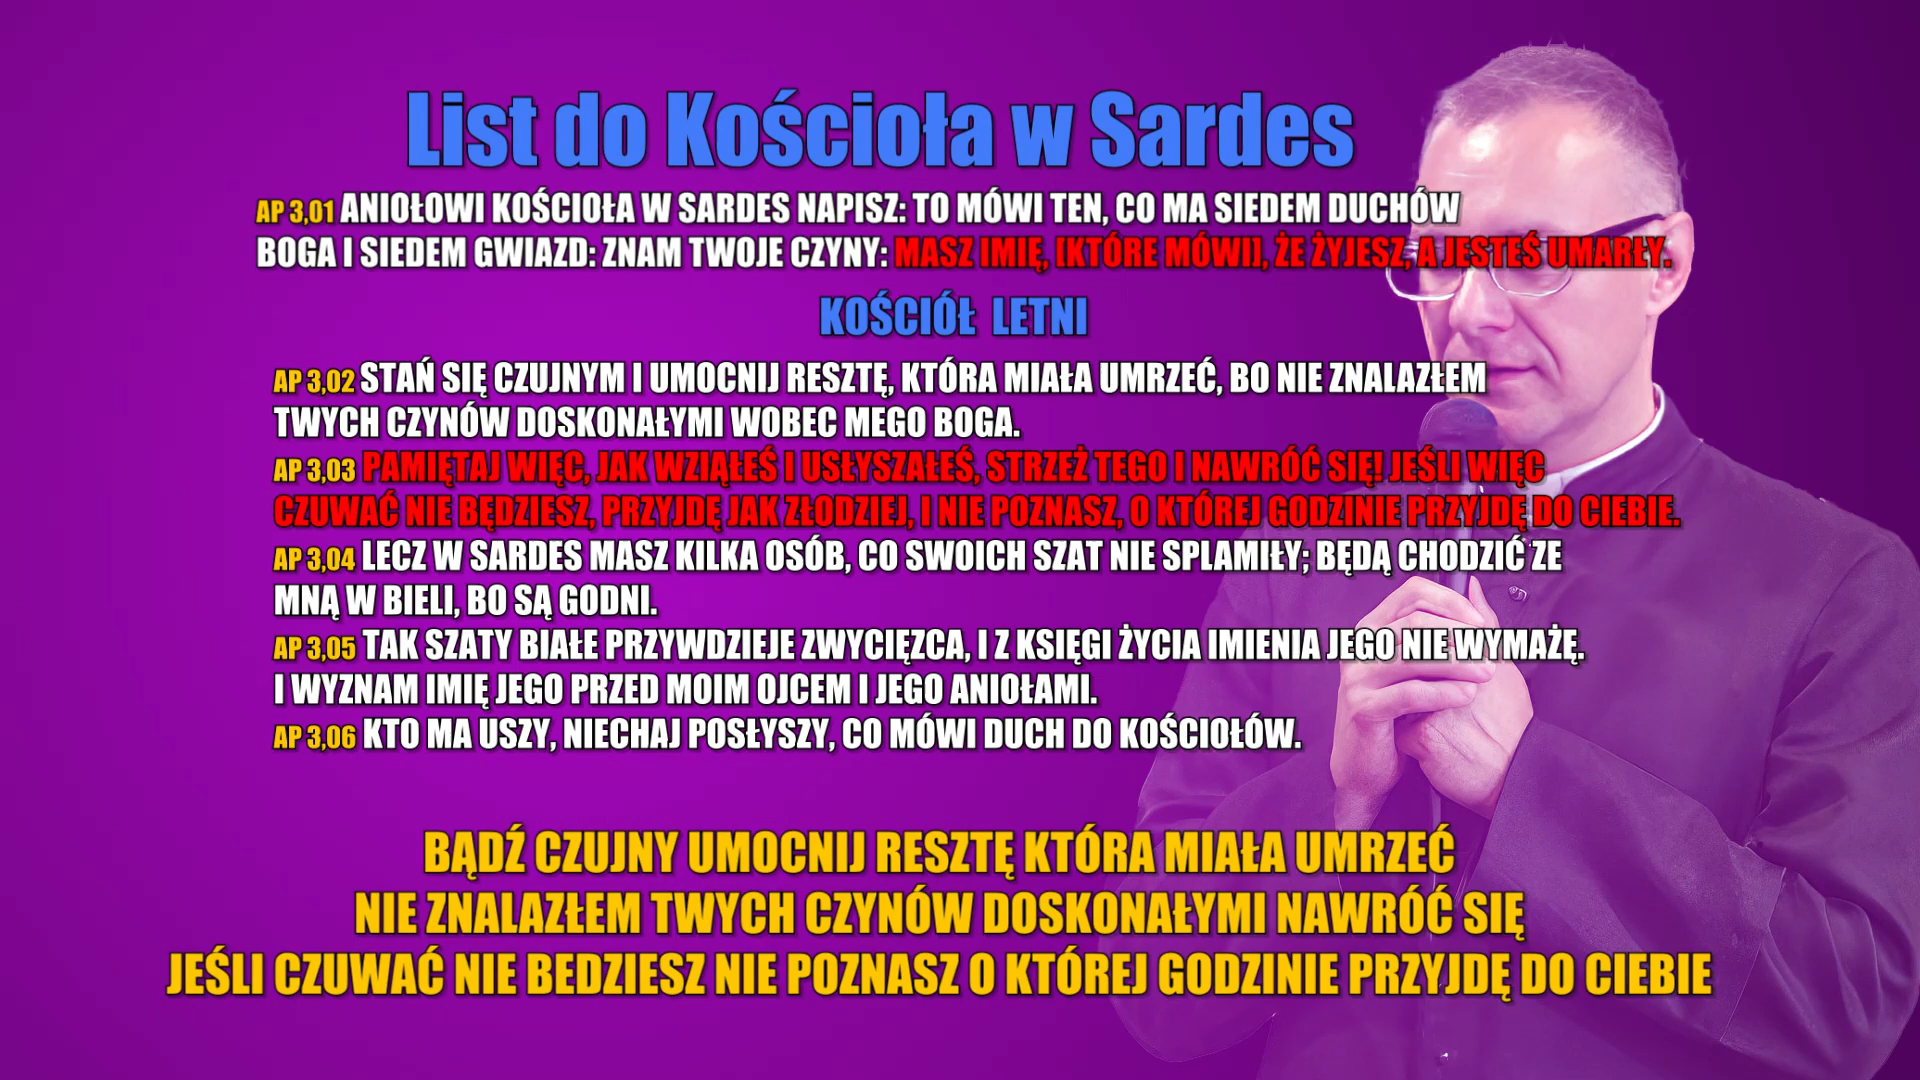 List do Kościoła w Sardes
AP 3,01 ANIOŁOWI KOŚCIOŁA W SARDES NAPISZ: TO MÓWI TEN, CO MA SIEDEM DUCHÓW
BOGA I SIEDEM GWIAZD: ZNAM TWOJE CZYNY: MASZ IMIĘ, [KTÓRE MÓWI], ŻE ŻYJESZ, A JESTEŚ UMARŁY.
KOŚCIÓŁ LETNI
AP 3,02 STAŃ SIĘ CZUJNYM I UMOCNIJ RESZTĘ, KTÓRA MIAŁA UMRZEĆ, BO NIE ZNALAZŁEM
TWYCH CZYNÓW DOSKONAŁYMI WOBEC MEGO BOGA.
AP 3,03 PAMIĘTAJ WIĘC, JAK WZIĄŁEŚ I USŁYSZAŁEŚ, STRZEŻ TEGO I NAWRÓĆ SIĘ! JEŚLI WIĘC
CZUWAĆ NIE BĘDZIESZ, PRZYJDĘ JAK ZŁODZIEJ, I NIE POZNASZ, O KTÓREJ GODZINIE PRZYJDĘ DO CIEBIE.
AP 3,04 LECZ W SARDES MASZ KILKA OSÓB, CO SWOICH SZAT NIE SPLAMIŁY; BĘDĄ CHODZIĆ ZE
MNĄ W BIELI, BO SĄ GODNI.
AP 3,05 TAK SZATY BIAŁE PRZYWDZIEJE ZWYCIĘZCA, I Z KSIĘGI ŻYCIA IMIENIA JEGO NIE WYMAŻĘ.
I WYZNAM IMIĘ JEGO PRZED MOIM OJCEM I JEGO ANIOŁAMI.
AP 3,06 KTO MA USZY, NIECHAJ POSŁYSZY, CO MÓWI DUCH DO KOŚCIOŁÓW.
BĄDŹ CZUJNY UMOCNIJ RESZTĘ KTÓRA MIAŁA UMRZEĆ
NIE ZNALAZŁEM TWYCH CZYNÓW DOSKONAŁYMI NAWRÓĆ SIĘ
JEŚLI CZUWAĆ NIE BEDZIESZ NIE POZNASZ O KTÓREJ GODZINIE PRZYJDĘ DO CIEBIE